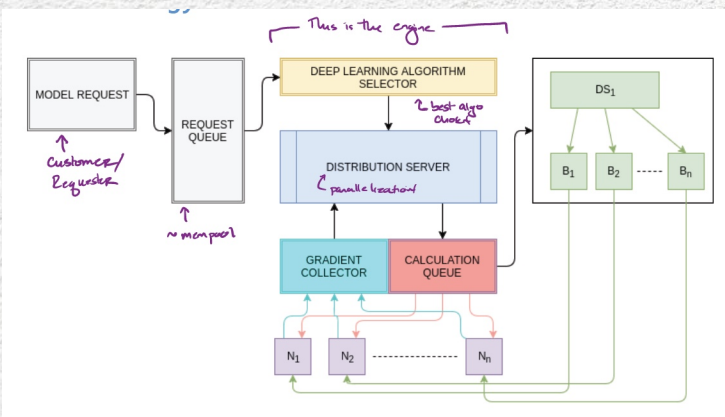 This is the engine
MODEL REQUEST
Customer/
Requester
REQUEST
QUEUE
~ mempool
DEEP LEARNING ALGORITHM
SELECTOR
best algo
chosen
DISTRIBUTION SERVER
parallelization!
GRADIENT
COLLECTOR
CALCULATION
QUEUE
DS1
B1 B2 ----- Bn
N1 N2 ----- Nn